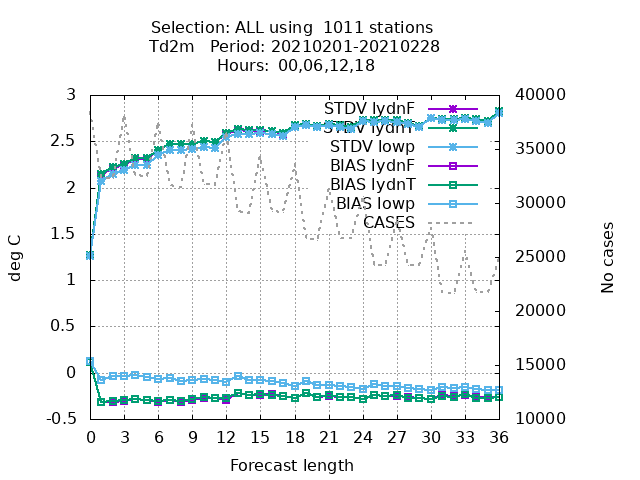 Selection: ALL using  1011 stations
Td2m   Period: 20210201-20210228
Hours:  00,06,12,18
3
2.5
2
1.5
1
0.5
0
-0.5
deg C
40000
35000
30000
25000
20000
15000
10000
No cases
STDV lydnF
STDV lydnT
STDV lowp
BIAS lydnF
BIAS lydnT
BIAS lowp
CASES
0 3 6 9 12 15 18 21 24 27 30 33 36
Forecast length